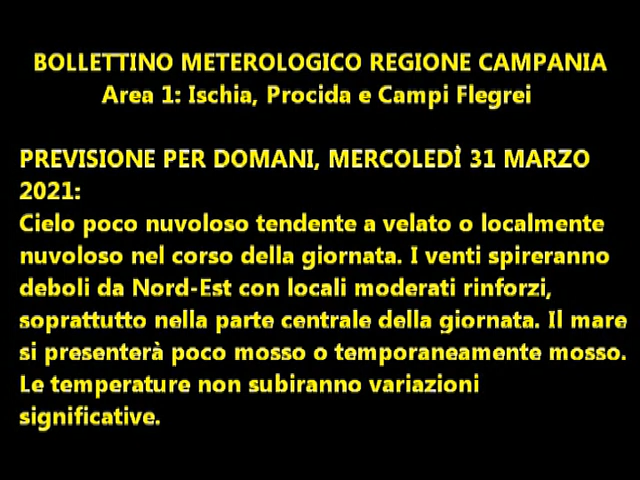 BOLLETTINO METEROLOGICO REGIONE CAMPANIA
Area 1: Ischia, Procida e Campi Flegrei
PREVISIONE PER DOMANI, MERCOLEDÌ 31 MARZO
2021:
Cielo poco nuvoloso tendente a velato o localmente
nuvoloso nel corso della giornata. I venti spireranno
deboli da Nord-Est con locali moderati rinforzi,
soprattutto nella parte centrale della giornata. Il mare
si presenterà poco mosso o temporaneamente mosso.
Le temperature non subiranno variazioni
significative.